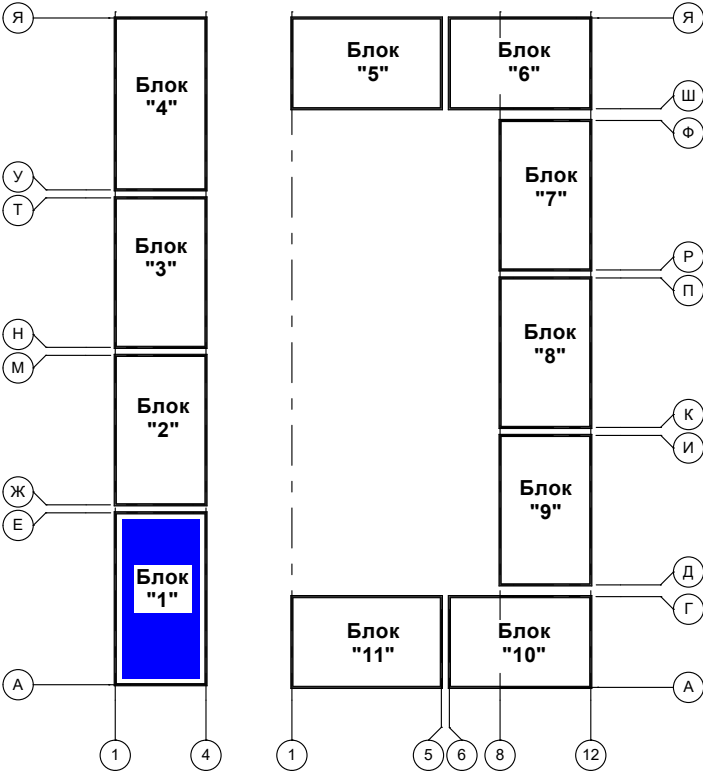 Я
Я
Блок
"4"
Блок
"5"
Блок
"6"
Ш
Ф
У
Т
Блок
"7"
Блок
"3"
Р
П
Н
М
Блок
"8"
Блок
"2"
К
И
Ж
Е
Блок
"9"
Блок
"1"
Д
Г
Блок
"11"
Блок
"10"
А
А
1
4
1
5
6
8
12